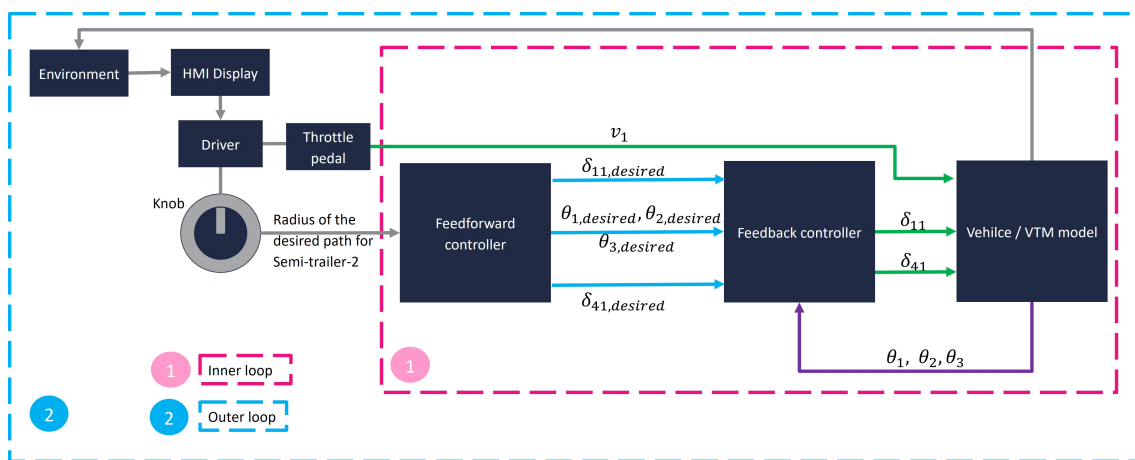 Environment
HMI Display
Driver
Throttle
pedal
Knob
Radius of the
desired path for
Semi-trailer-2
v₁
Feedforward
controller
δ₁₁,desired
θ₁,desired, θ₂,desired
θ₃,desired
δ₄₁,desired
Feedback controller
δ₁₁
δ₄₁
Vehilce / VTM model
θ₁, θ₂,θ₃
1
1
Inner loop
2
2
Outer loop